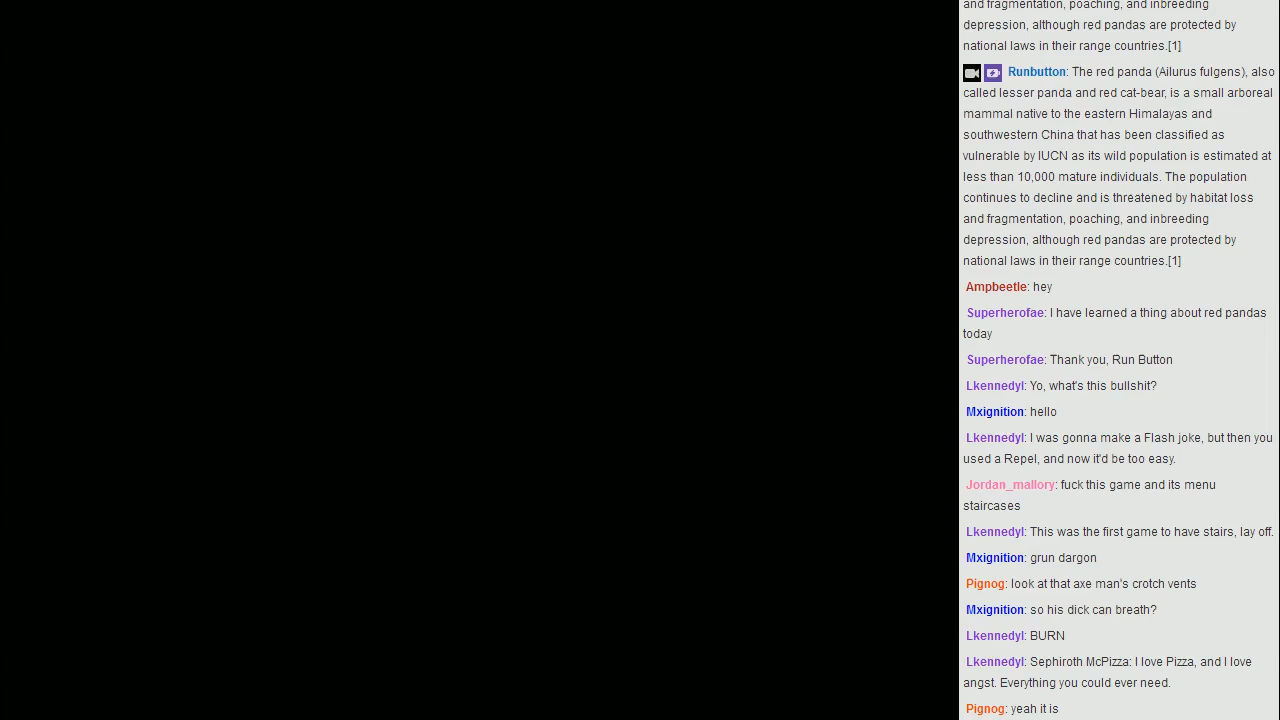 and fragmentation, poaching, and inbreeding
depression, although red pandas are protected by
national laws in their range countries.[1]
Runbutton: The red panda (Ailurus fulgens), also
called lesser panda and red cat-bear, is a small arboreal
mammal native to the eastern Himalayas and
southwestern China that has been classified as
vulnerable by IUCN as its wild population is estimated at
less than 10,000 mature individuals. The population
continues to decline and is threatened by habitat loss
and fragmentation, poaching, and inbreeding
depression, although red pandas are protected by
national laws in their range countries.[1]
Ampbeetle: hey
Superherofae: I have learned a thing about red pandas
today
Superherofae: Thank you, Run Button
Lkennedyl: Yo, what's this bullshit?
Mxignition: hello
Lkennedyl: I was gonna make a Flash joke, but then you
used a Repel, and now it'd be too easy.
Jordan_mallory: fuck this game and its menu
staircases
Lkennedyl: This was the first game to have stairs, lay off.
Mxignition: grun dargon
Pignog: look at that axe man's crotch vents
Mxignition: so his dick can breath?
Lkennedyl: BURN
Lkennedyl: Sephiroth McPizza: I love Pizza, and I love
angst. Everything you could ever need.
Pignog: yeah it is